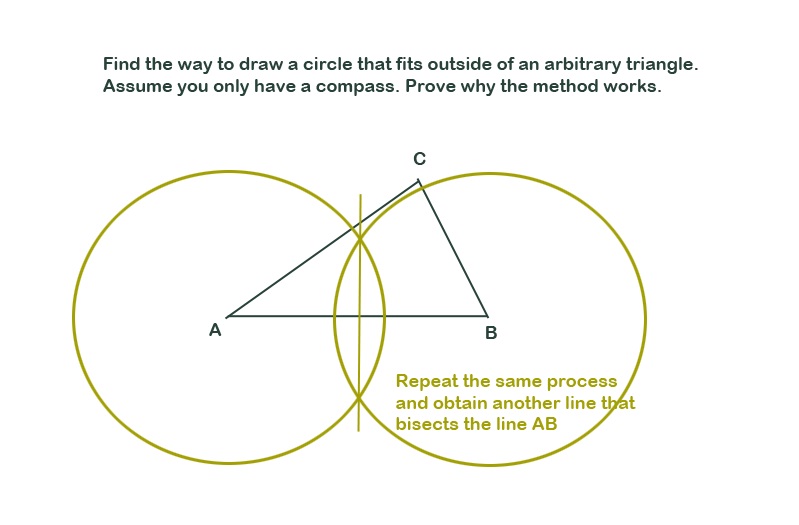 Find the way to draw a circle that fits outside of an arbitrary triangle.
Assume you only have a compass. Prove why the method works.
C
A
B
Repeat the same process
and obtain another line that
bisects the line AB